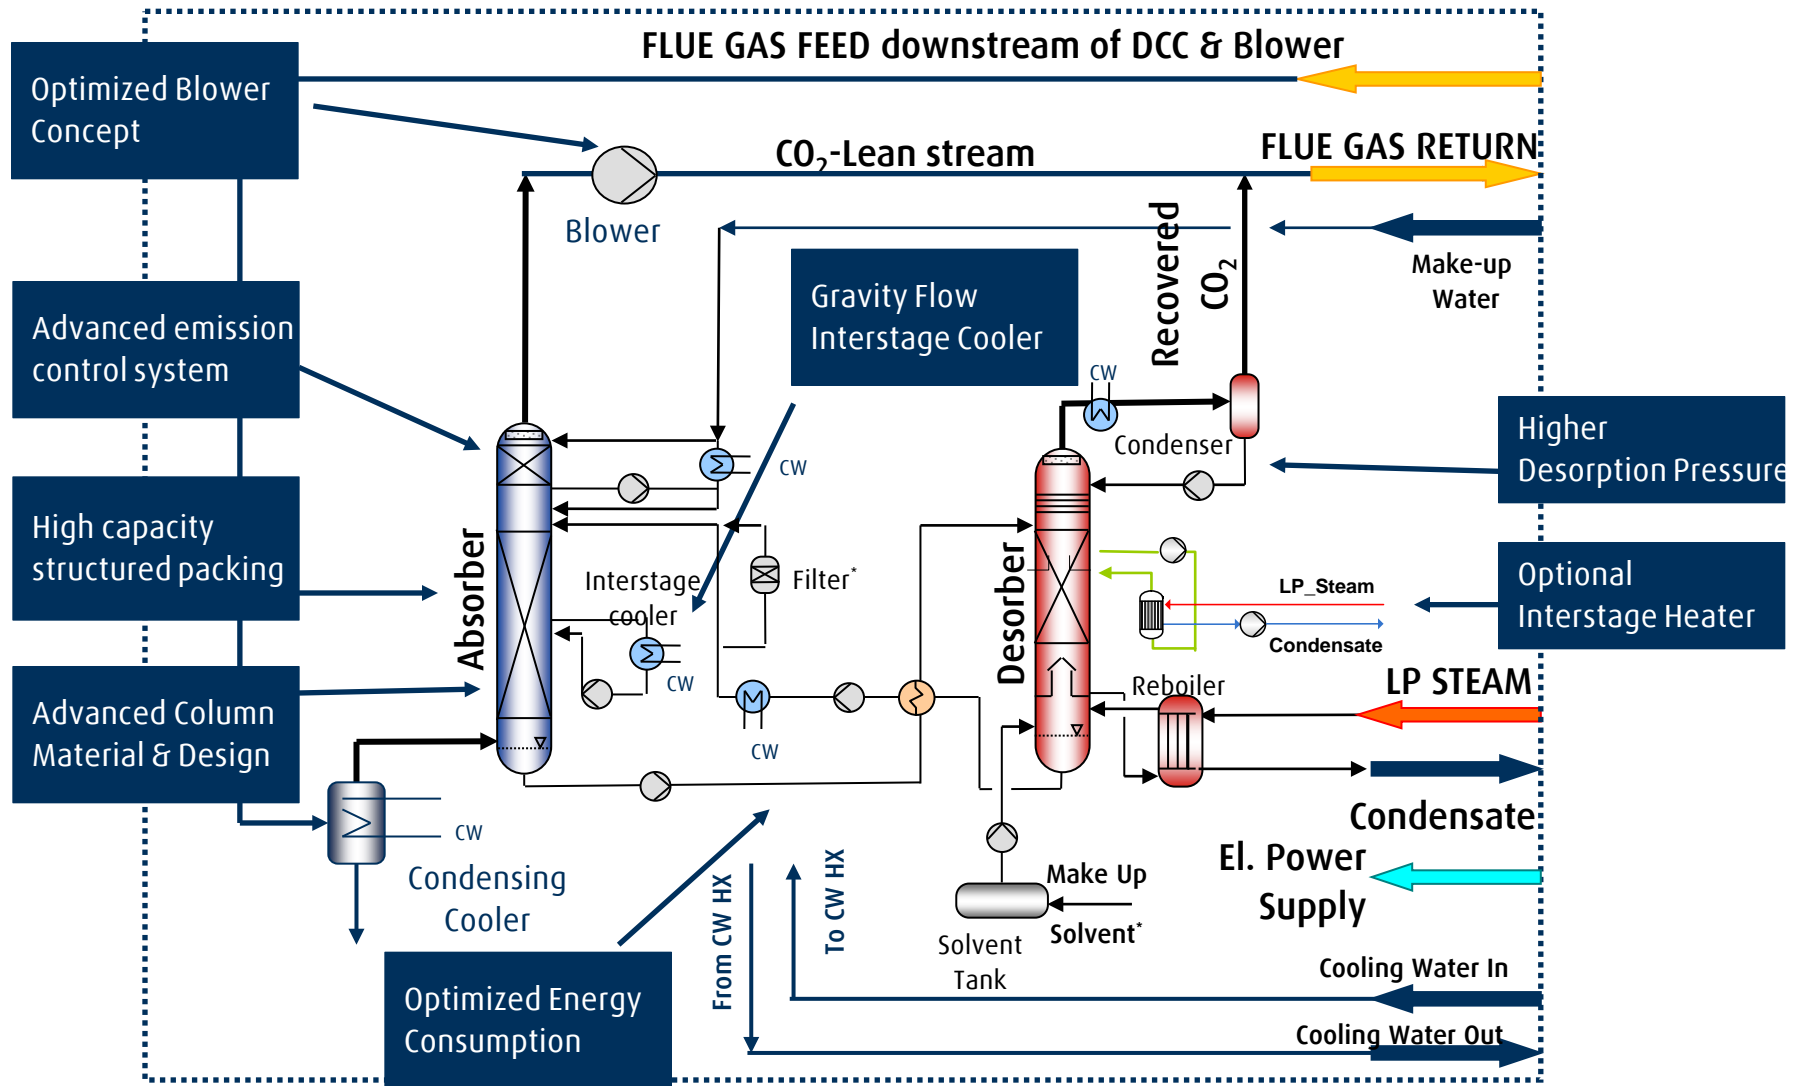 FLUE GAS FEED downstream of DCC & Blower
Optimized Blower
Concept
CO₂-Lean stream
FLUE GAS RETURN
Blower
Make-up
Water
Recovered
CO₂
Gravity Flow
Interstage Cooler
Advanced emission
control system
CW
Condenser
Higher
Desorption Pressure
CW
High capacity
structured packing
Absorber
Interstage
cooler
Filter*
Desorber
LP_Steam
Condensate
Optional
Interstage Heater
CW
Reboiler
LP STEAM
Advanced Column
Material & Design
CW
CW
Condensate
Condensing
Cooler
El. Power
Supply
From CW HX
To CW HX
Make Up
Solvent*
Solvent
Tank
Cooling Water In
Optimized Energy
Consumption
Cooling Water Out